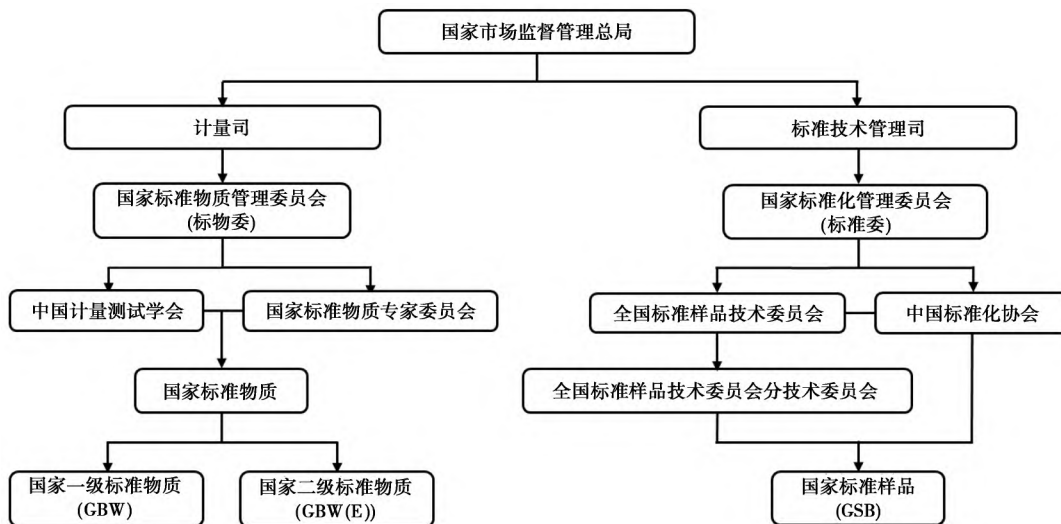 国家市场监督管理总局
计量司
标准技术管理司
国家标准物质管理委员会
(标物委)
国家标准化管理委员会
(标准委)
中国计量测试学会
国家标准物质专家委员会
全国标准样品技术委员会
中国标准化协会
国家标准物质
全国标准样品技术委员会分技术委员会
国家一级标准物质
(GBW)
国家二级标准物质
(GBW(E))
国家标准样品
(GSB)